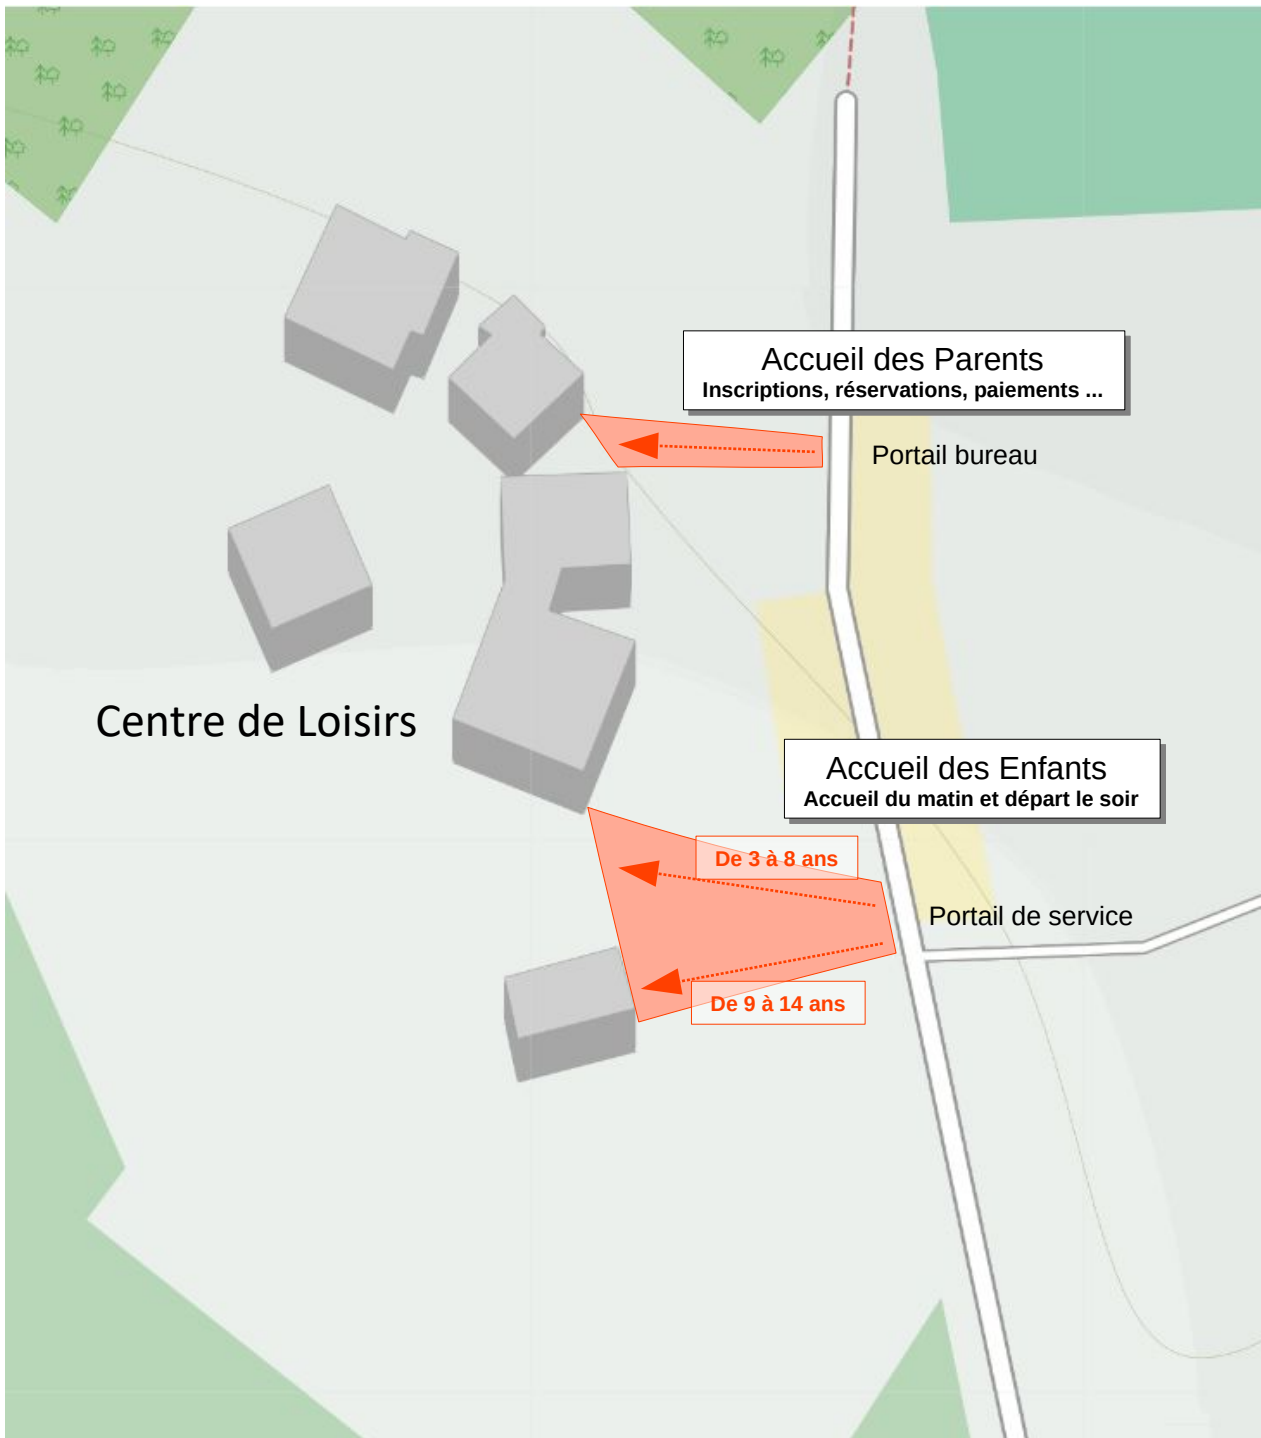 Accueil des Parents
Inscriptions, réservations, paiements ...
Portail bureau
Centre de Loisirs
Accueil des Enfants
Accueil du matin et départ le soir
De 3 à 8 ans
Portail de service
De 9 à 14 ans